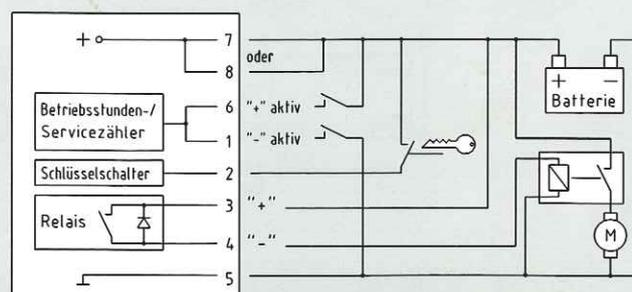 + 7
oder
8
Betriebsstunden-/
Servicezähler
6 "+" aktiv
1 "-" aktiv
Schlüsselschalter 2
Relais
3 "+"
4 "-"
5
+ -
Batterie
M